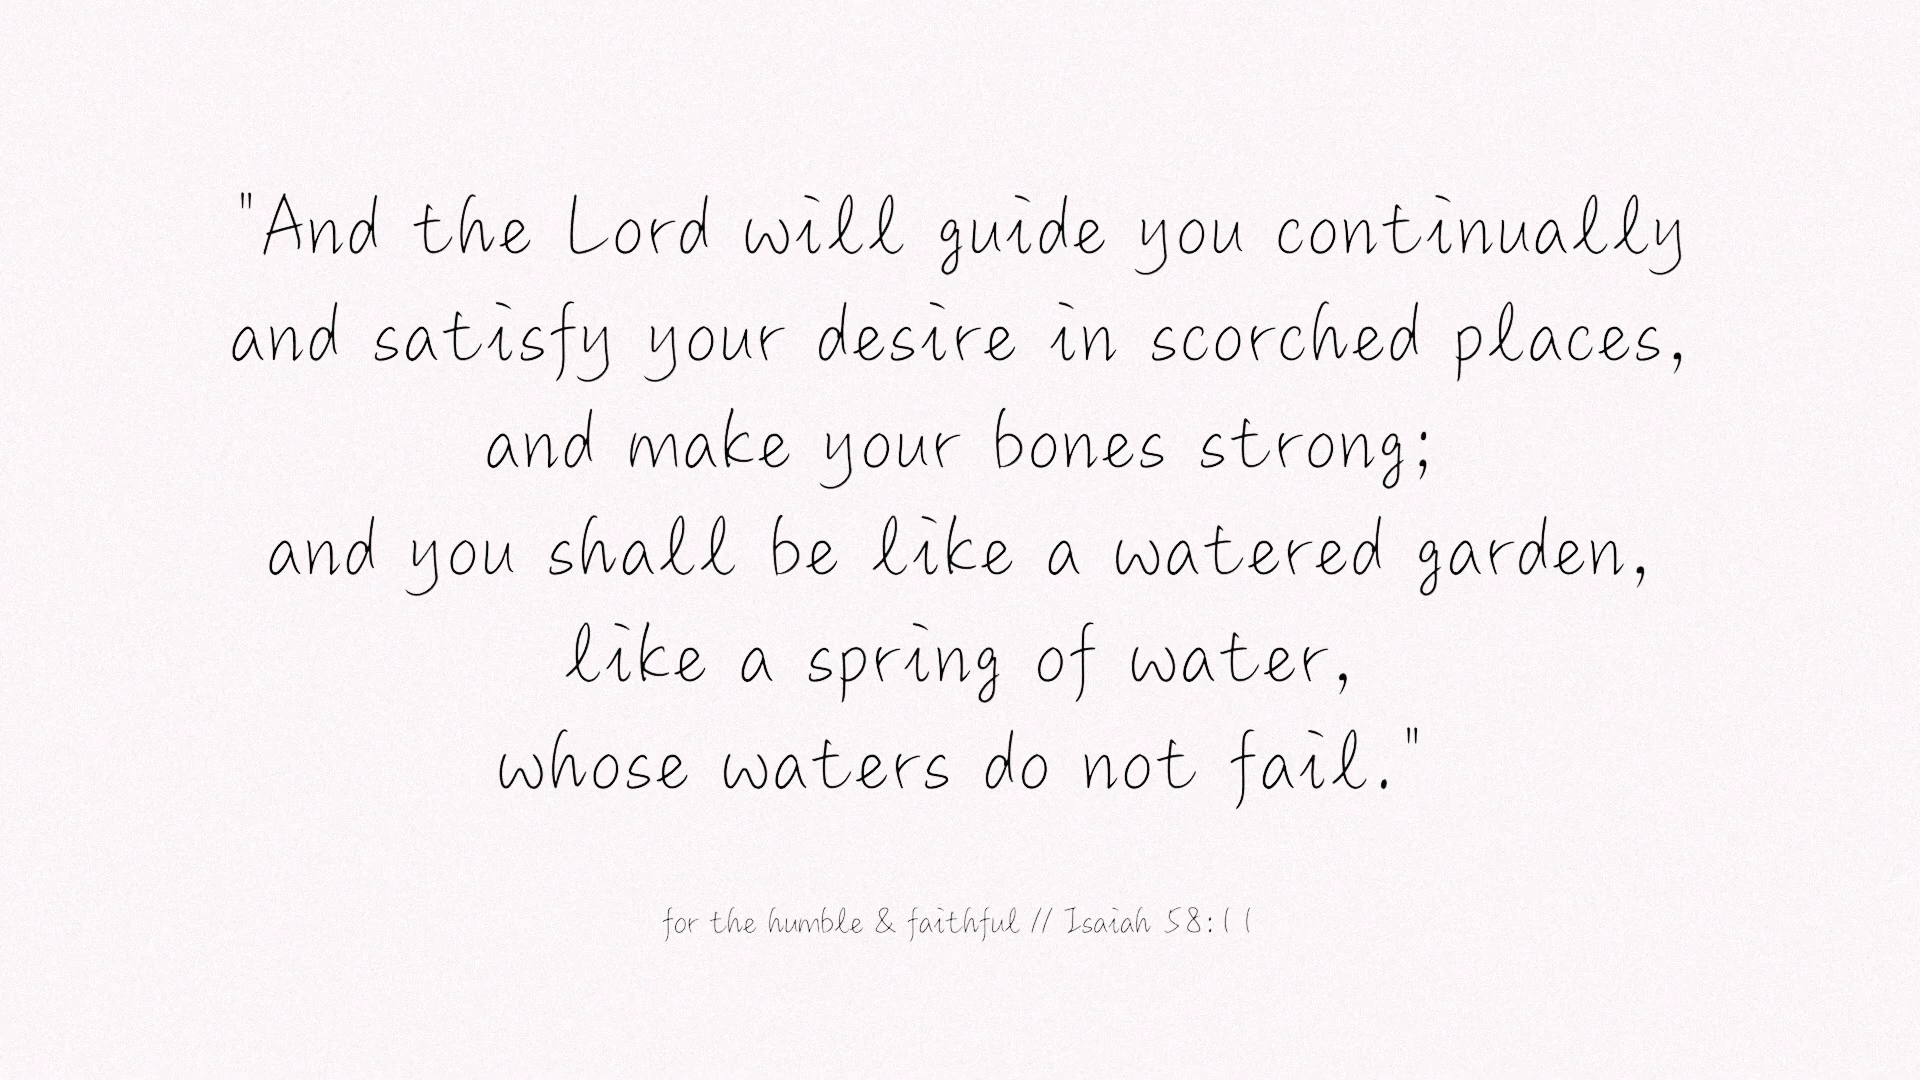 "And the Lord will guide you continually
and satisfy your desire in scorched places,
and make your bones strong;
and you shall be like a watered garden,
like a spring of water,
whose waters do not fail."
for the humble & faithful // Isaiah 58:11